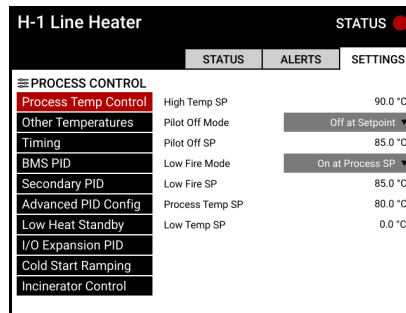 H-1 Line Heater
STATUS
STATUS ALERTS SETTINGS
PROCESS CONTROL
Process Temp Control
Other Temperatures
Timing
BMS PID
Secondary PID
Advanced PID Config
Low Heat Standby
I/O Expansion PID
Cold Start Ramping
Incinerator Control
High Temp SP 90.0 °C
Pilot Off Mode Off at Setpoint
Pilot Off SP 85.0 °C
Low Fire Mode On at Process SP
Low Fire SP 85.0 °C
Process Temp SP 80.0 °C
Low Temp SP 0.0 °C